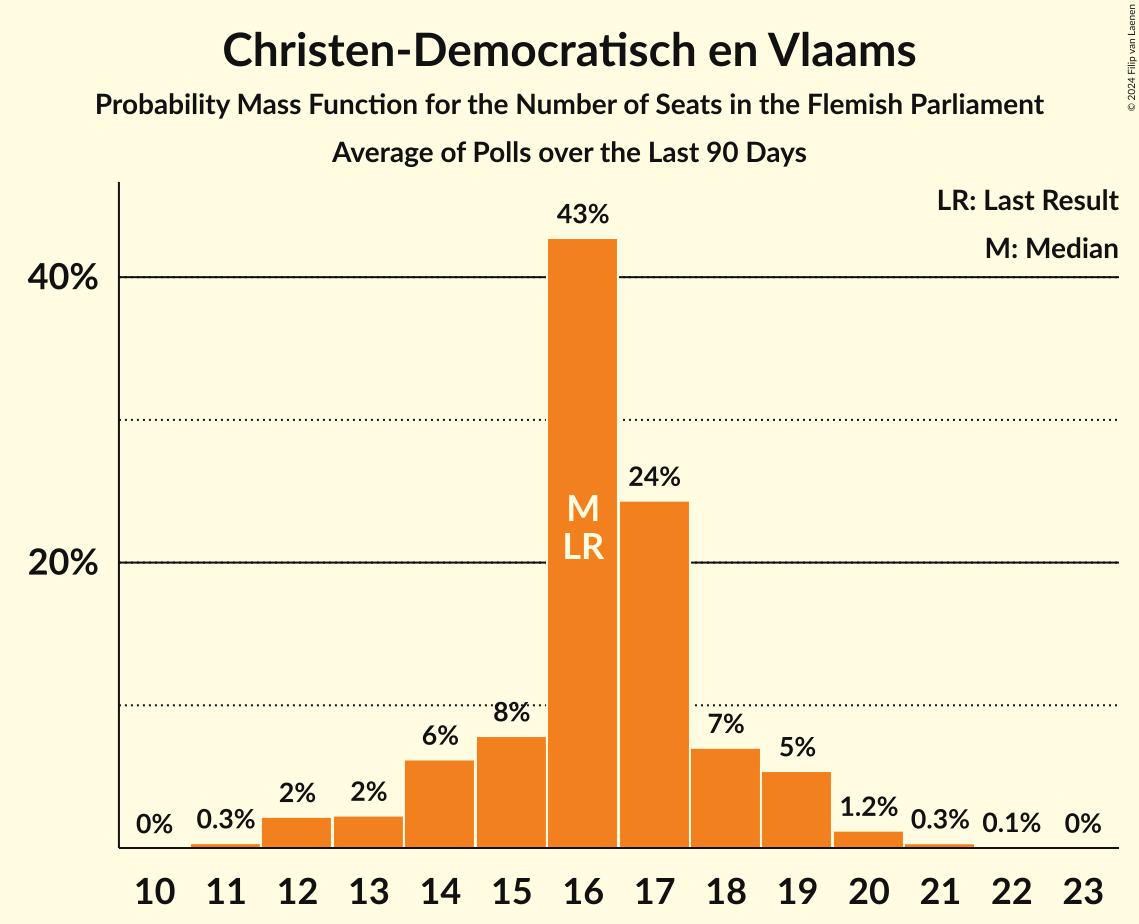 Christen-Democratisch en Vlaams
Probability Mass Function for the Number of Seats in the Flemish Parliament
Average of Polls over the Last 90 Days
© 2024 Filip van Laenen
LR: Last Result
M: Median
40%
20%
0%
0.3%
2%
2%
6%
8%
43%
M
LR
24%
7%
5%
1.2%
0.3%
0.1%
0%
10 11 12 13 14 15 16 17 18 19 20 21 22 23